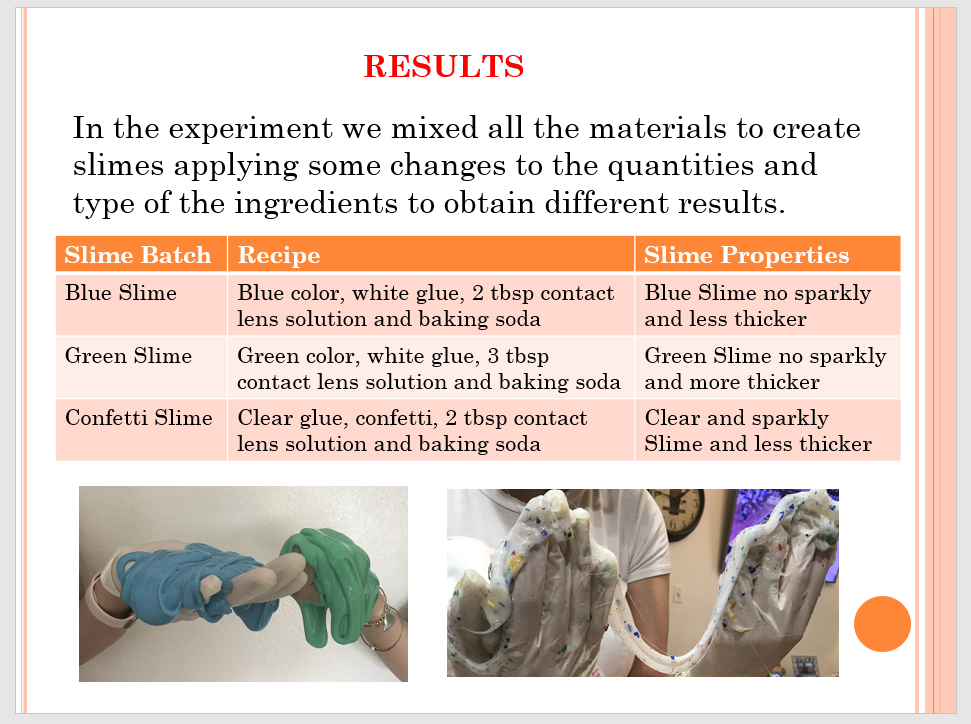 RESULTS
In the experiment we mixed all the materials to create
slimes applying some changes to the quantities and
type of the ingredients to obtain different results.
Slime Batch Recipe Slime Properties
Blue Slime Blue color, white glue, 2 tbsp contact Blue Slime no sparkly
lens solution and baking soda and less thicker
Green Slime Green color, white glue, 3 tbsp Green Slime no sparkly
contact lens solution and baking soda and more thicker
Confetti Slime Clear glue, confetti, 2 tbsp contact Clear and sparkly
lens solution and baking soda Slime and less thicker